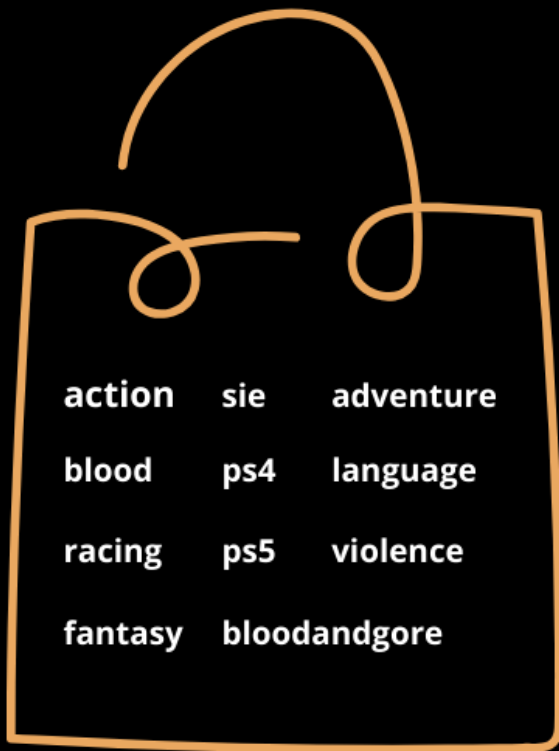 action sie adventure
blood ps4 language
racing ps5 violence
fantasy bloodandgore